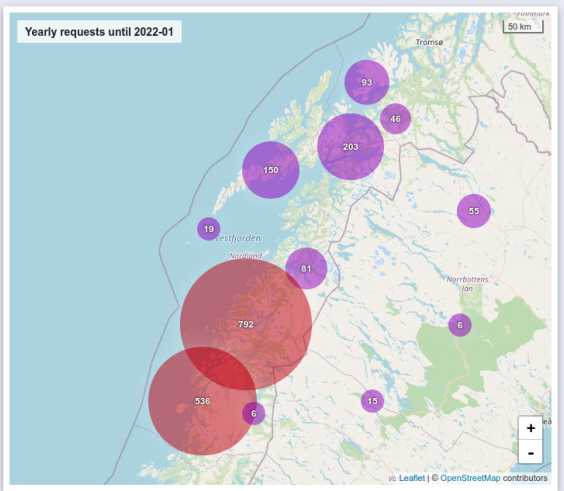 Yearly requests until 2022-01
50 km
Tromsø
93
46
203
150
55
19
Vestfjorden
Nordland
81
Norrbottens
län
792
6
536
15
6
+
-
Leaflet | © OpenStreetMap contributors